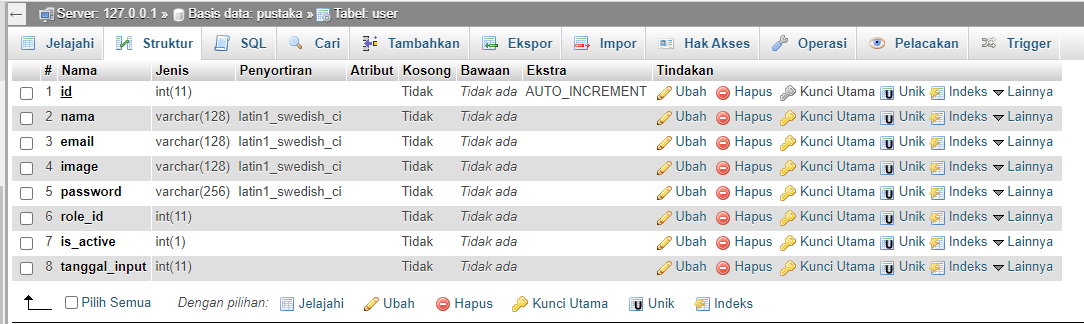 Server: 127.0.0.1 » Basis data: pustaka » Tabel: user
Jelajahi Struktur SQL Cari Tambahkan Ekspor Impor Hak Akses Operasi Pelacakan Trigger
# Nama Jenis Penyortiran Atribut Kosong Bawaan Ekstra Tindakan
1 id int(11) Tidak Tidak ada AUTO_INCREMENT Ubah Hapus Kunci Utama Unik Indeks Lainnya
2 nama varchar(128) latin1_swedish_ci Tidak Tidak ada Ubah Hapus Kunci Utama Unik Indeks Lainnya
3 email varchar(128) latin1_swedish_ci Tidak Tidak ada Ubah Hapus Kunci Utama Unik Indeks Lainnya
4 image varchar(128) latin1_swedish_ci Tidak Tidak ada Ubah Hapus Kunci Utama Unik Indeks Lainnya
5 password varchar(256) latin1_swedish_ci Tidak Tidak ada Ubah Hapus Kunci Utama Unik Indeks Lainnya
6 role_id int(11) Tidak Tidak ada Ubah Hapus Kunci Utama Unik Indeks Lainnya
7 is_active int(1) Tidak Tidak ada Ubah Hapus Kunci Utama Unik Indeks Lainnya
8 tanggal_input int(11) Tidak Tidak ada Ubah Hapus Kunci Utama Unik Indeks Lainnya
Pilih Semua Dengan pilihan: Jelajahi Ubah Hapus Kunci Utama Unik Indeks